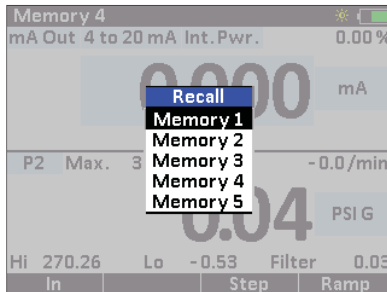 Memory 4
mA Out 4 to 20 mA Int.Pwr. 0.00 %
mA
Recall
Memory 1
Memory 2
Memory 3
Memory 4
Memory 5
P2 Max. 3 -0.0/min
0.04 PSI G
Hi 270.26 Lo -0.53 Filter 0.03
In Step Ramp